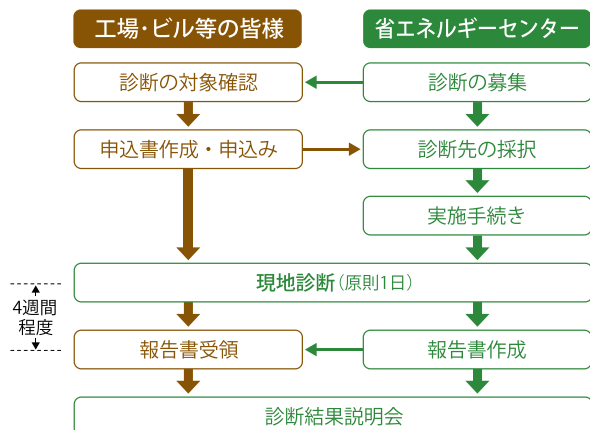 工場・ビル等の皆様
省エネルギーセンター
診断の対象確認
診断の募集
申込書作成・申込み
診断先の採択
実施手続き
現地診断（原則1日）
4週間
程度
報告書受領
報告書作成
診断結果説明会